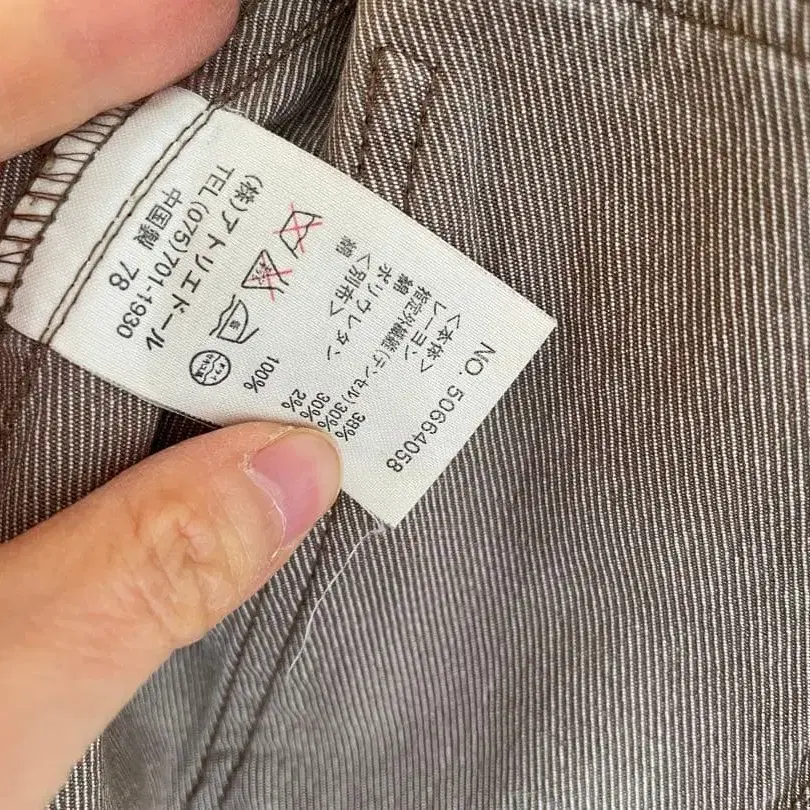 NO. 50664058
<本体>
レーヨン 38%
指定外繊維(テンセル)30%
綿 30%
ポリウレタン 2%
<別布>
綿 100%
(株)アトリエドール
TEL(075)701-1930
中国製 78